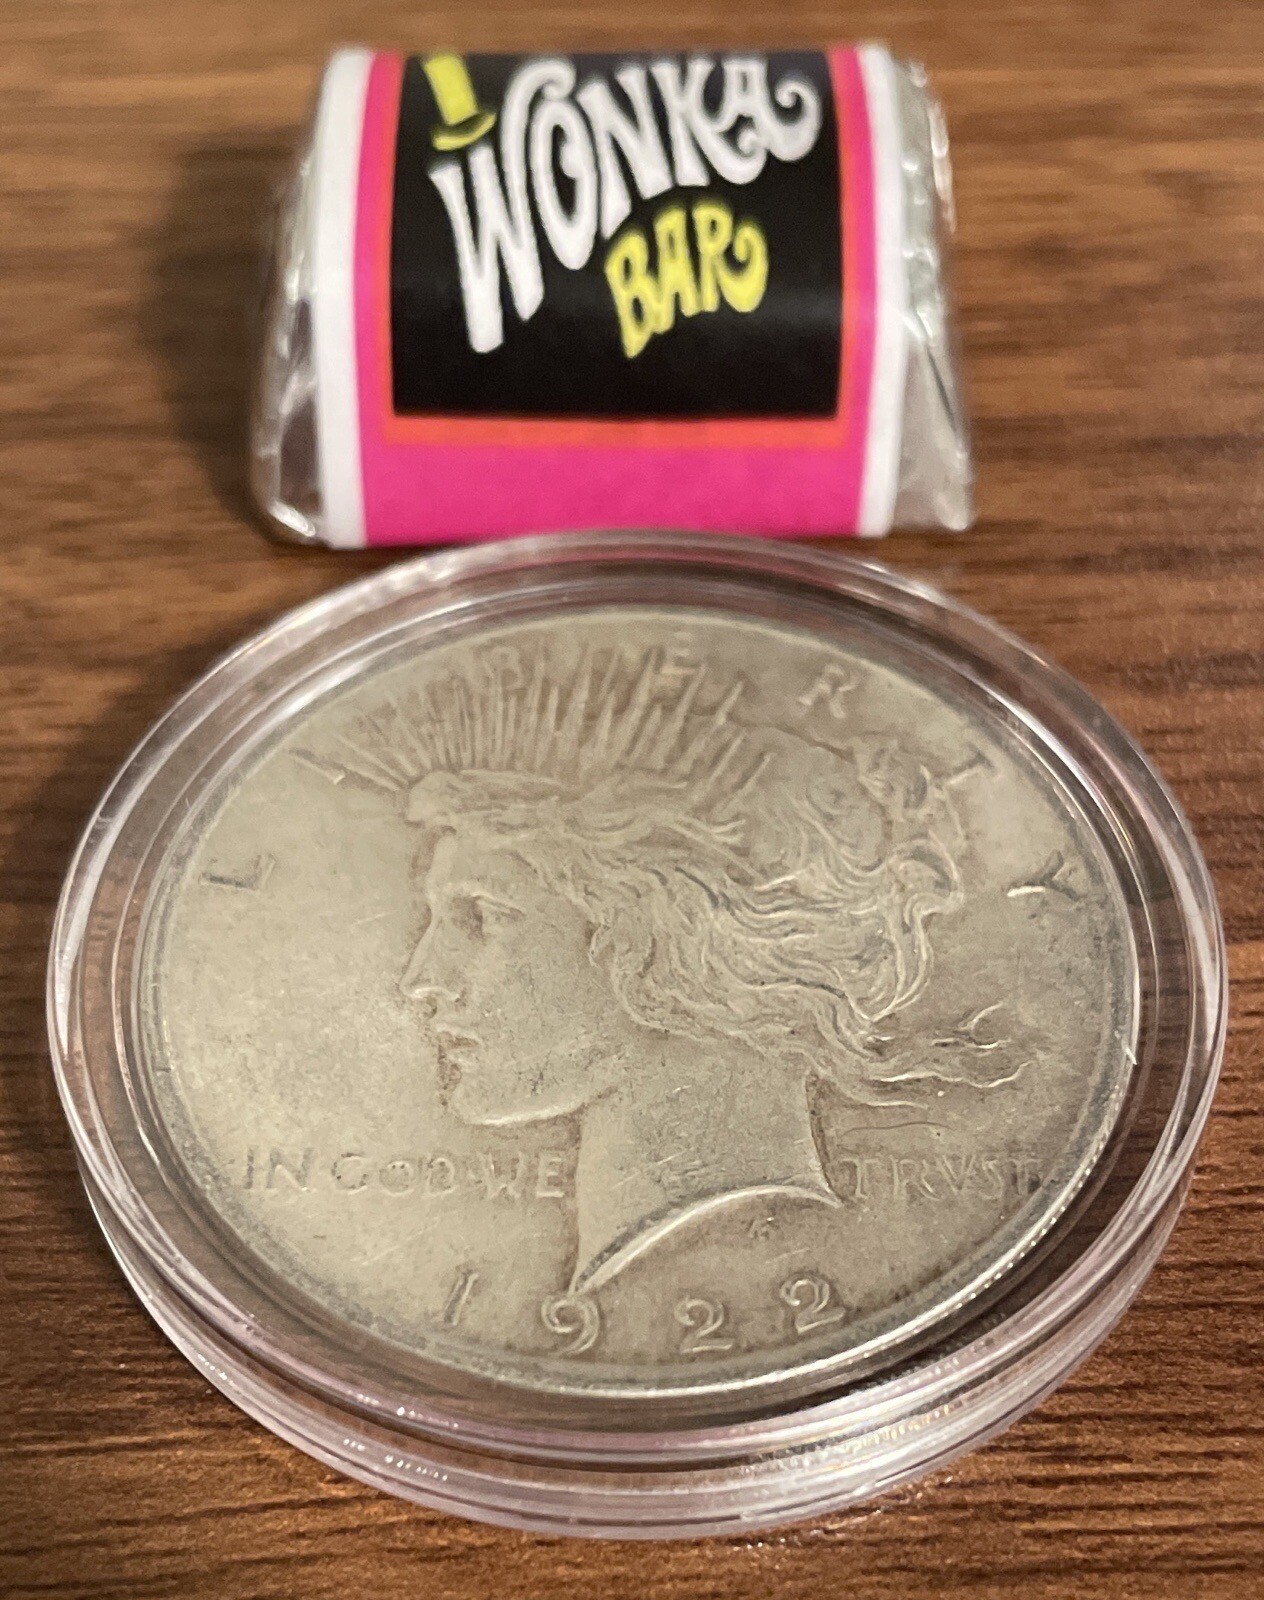 WONKA
BAR
LIBERTY
IN GOD WE TRVST
1922